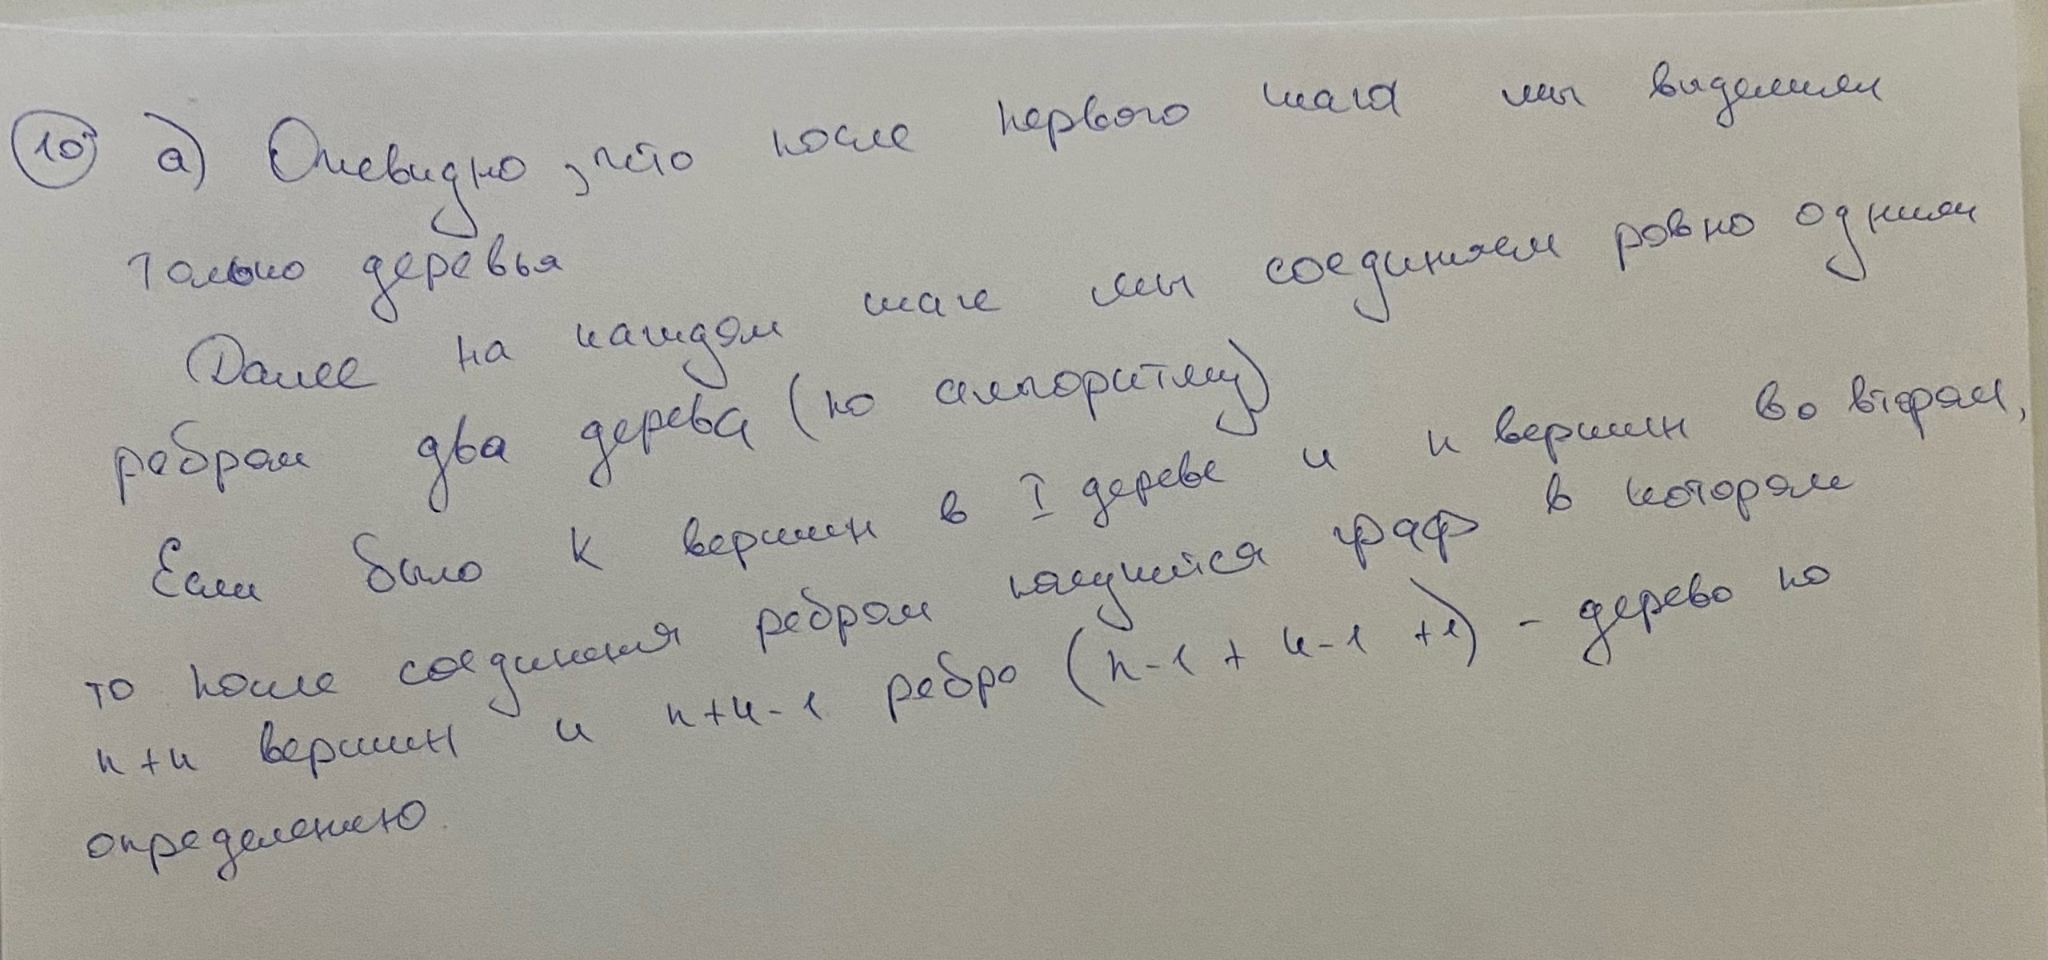 10 а) Очевидно, что после первого шага мы выделим
только деревья
Далее на каждом шаге мы соединяем ровно одним
ребром два дерева (по алгоритму)
Если было k вершин в I дереве и n вершин во втором,
то после соединения ребром получится граф в котором
n+k вершин и n+k-1 ребро (n-1 + k-1 +1) - дерево по
определению.